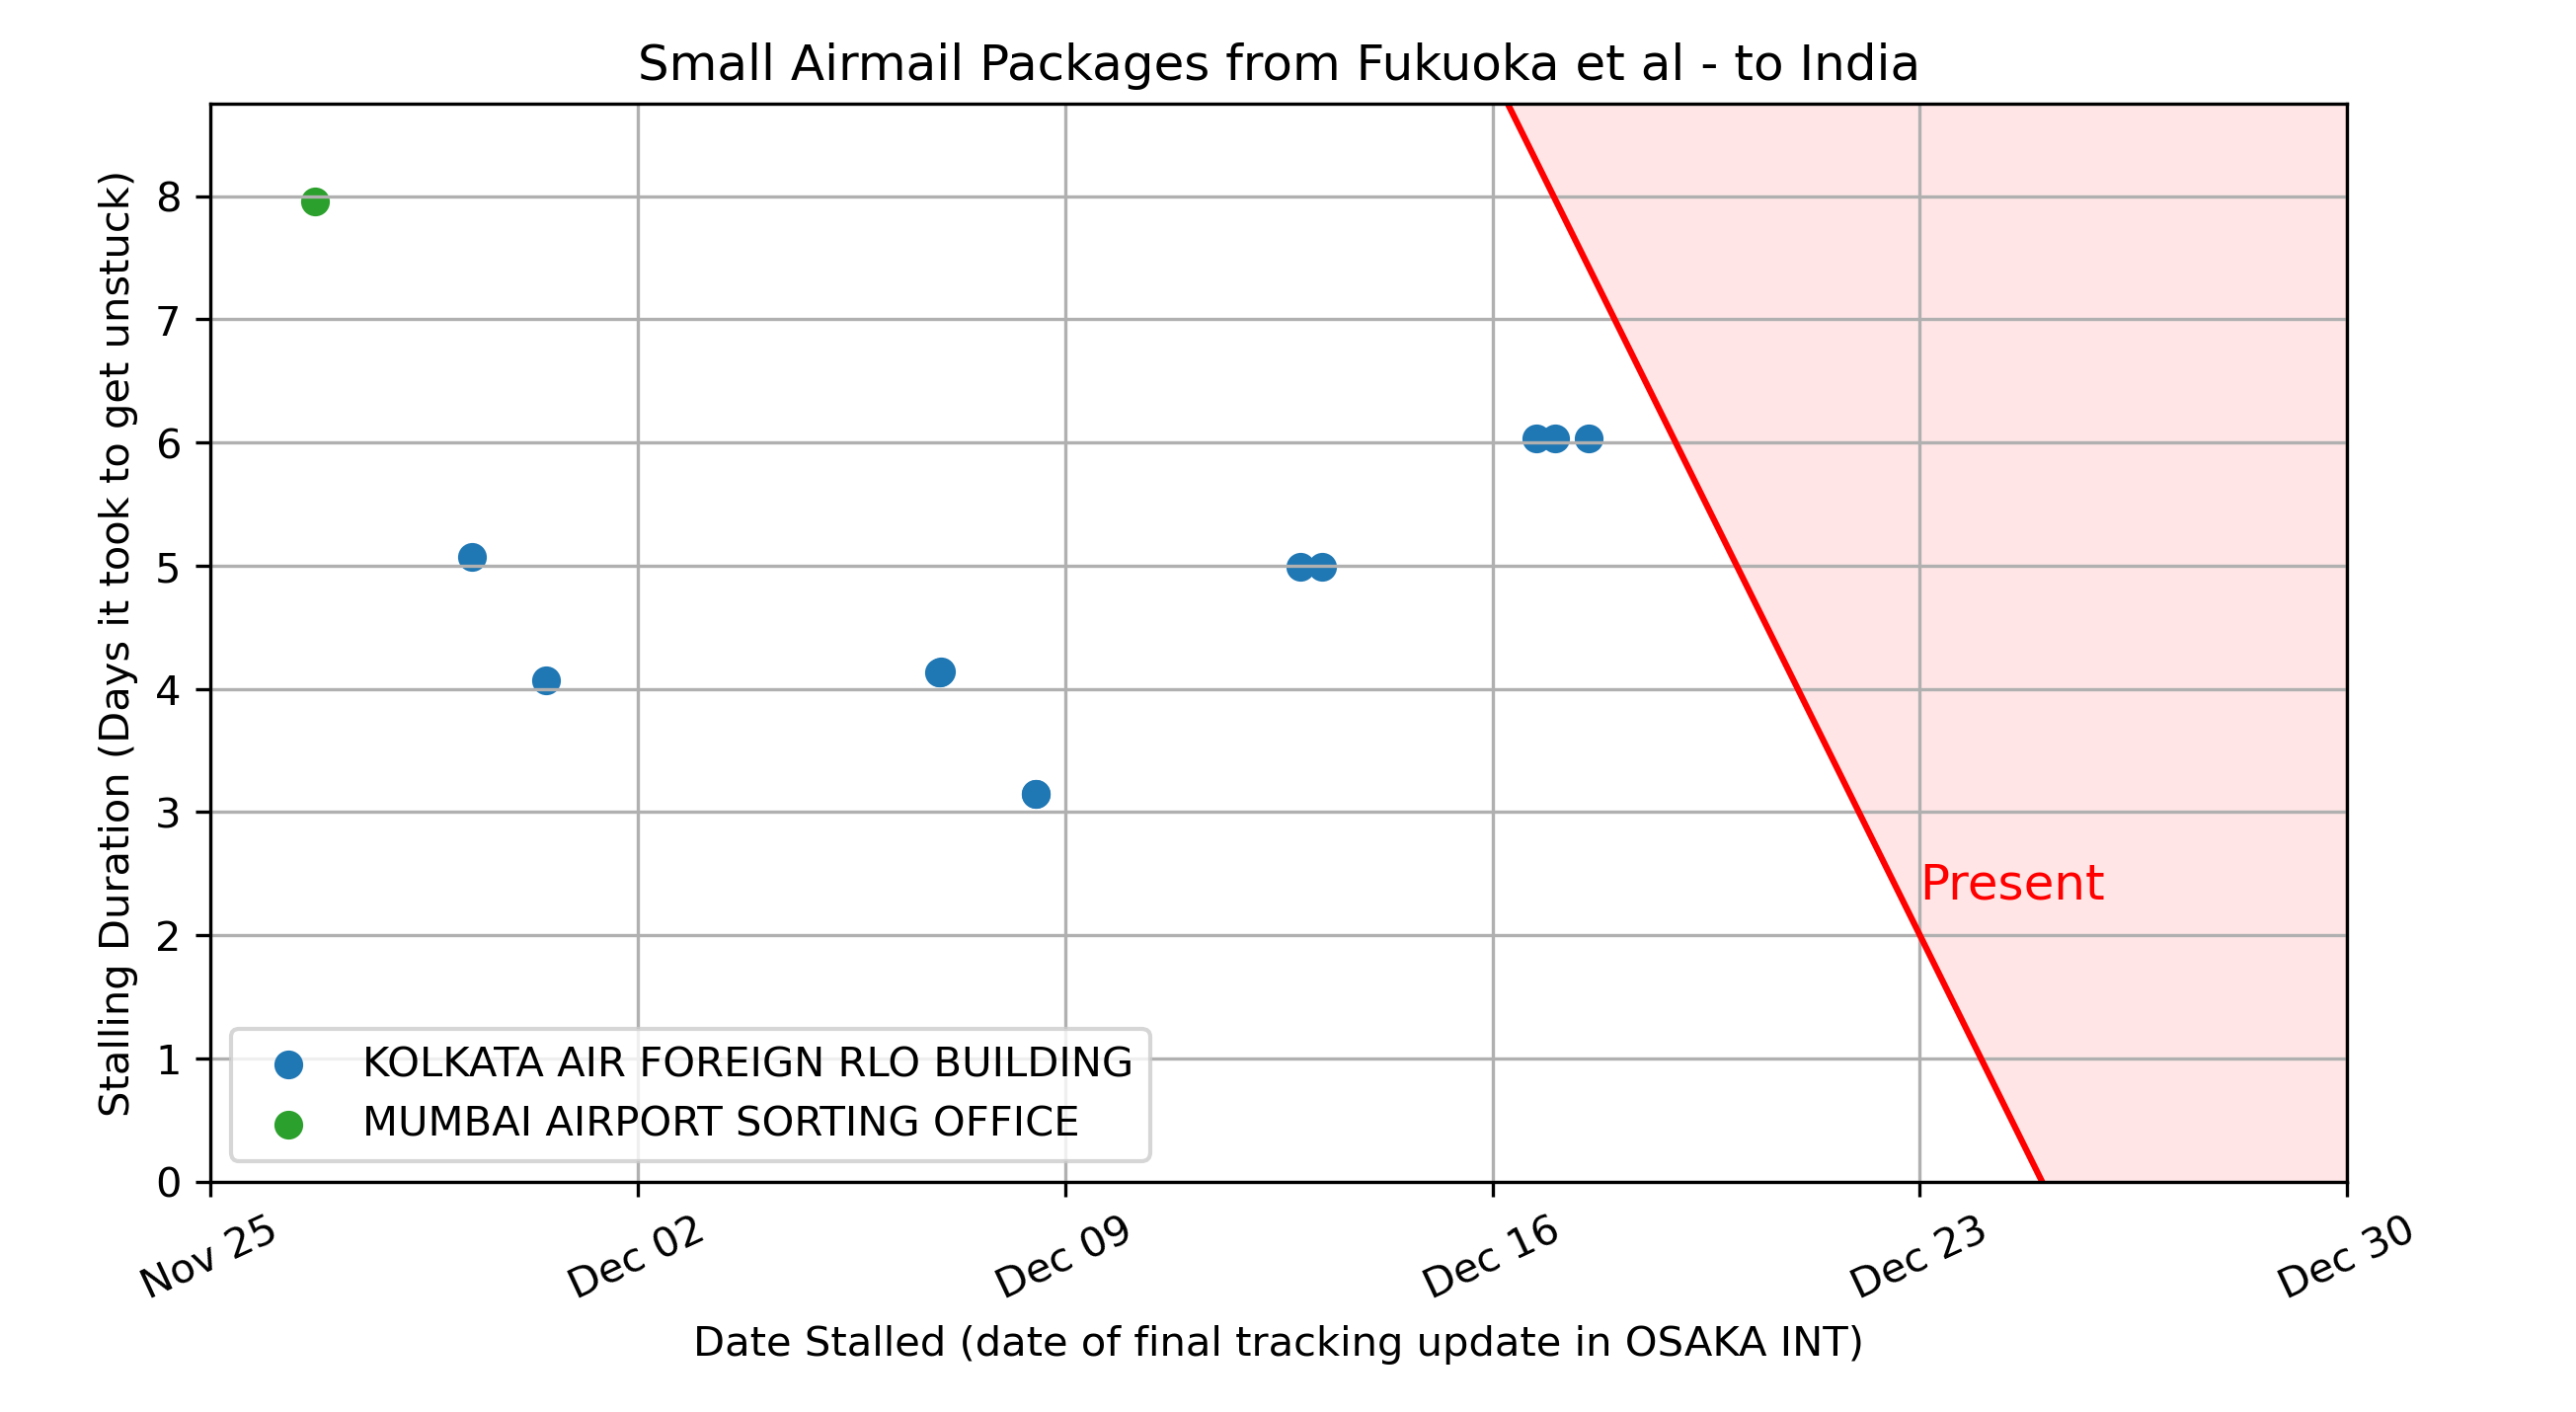 Small Airmail Packages from Fukuoka et al - to India
Stalling Duration (Days it took to get unstuck)
8
7
6
5
4
3
2
1
0
Present
KOLKATA AIR FOREIGN RLO BUILDING
MUMBAI AIRPORT SORTING OFFICE
Nov 25
Dec 02
Dec 09
Dec 16
Dec 23
Dec 30
Date Stalled (date of final tracking update in OSAKA INT)